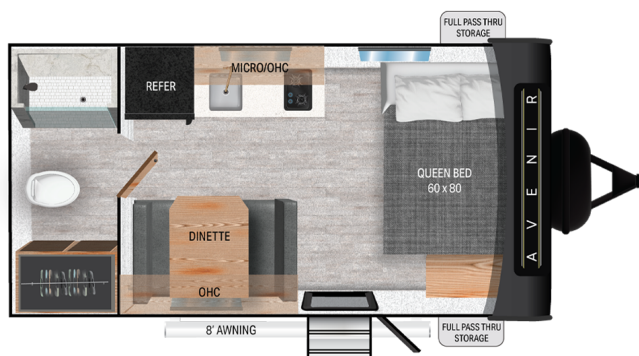 FULL PASS THRU
STORAGE
MICRO/OHC
REFER
QUEEN BED
60 x 80
AVENIR
DINETTE
OHC
8' AWNING
FULL PASS THRU
STORAGE